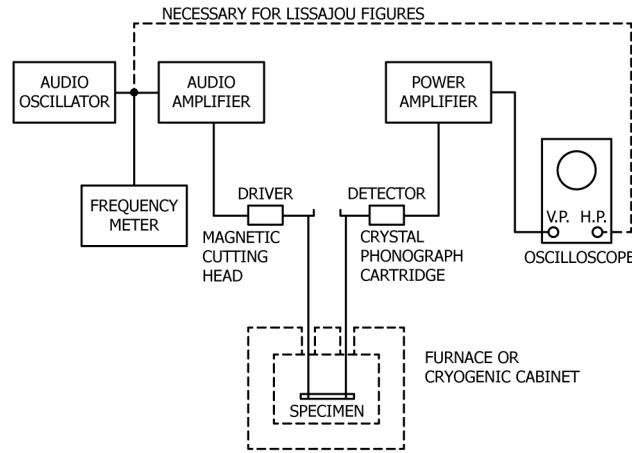 NECESSARY FOR LISSAJOU FIGURES
AUDIO
OSCILLATOR
AUDIO
AMPLIFIER
POWER
AMPLIFIER
FREQUENCY
METER
DRIVER
MAGNETIC
CUTTING
HEAD
DETECTOR
CRYSTAL
PHONOGRAPH
CARTRIDGE
V.P. H.P.
OSCILLOSCOPE
FURNACE OR
CRYOGENIC CABINET
SPECIMEN